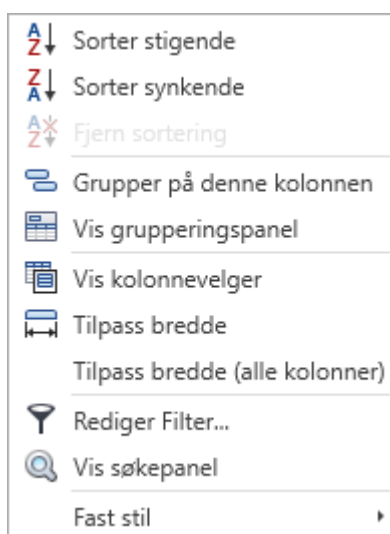 Sorter stigende
Sorter synkende
Fjern sortering
Grupper på denne kolonnen
Vis grupperingspanel
Vis kolonnevelger
Tilpass bredde
Tilpass bredde (alle kolonner)
Rediger Filter...
Vis søkepanel
Fast stil